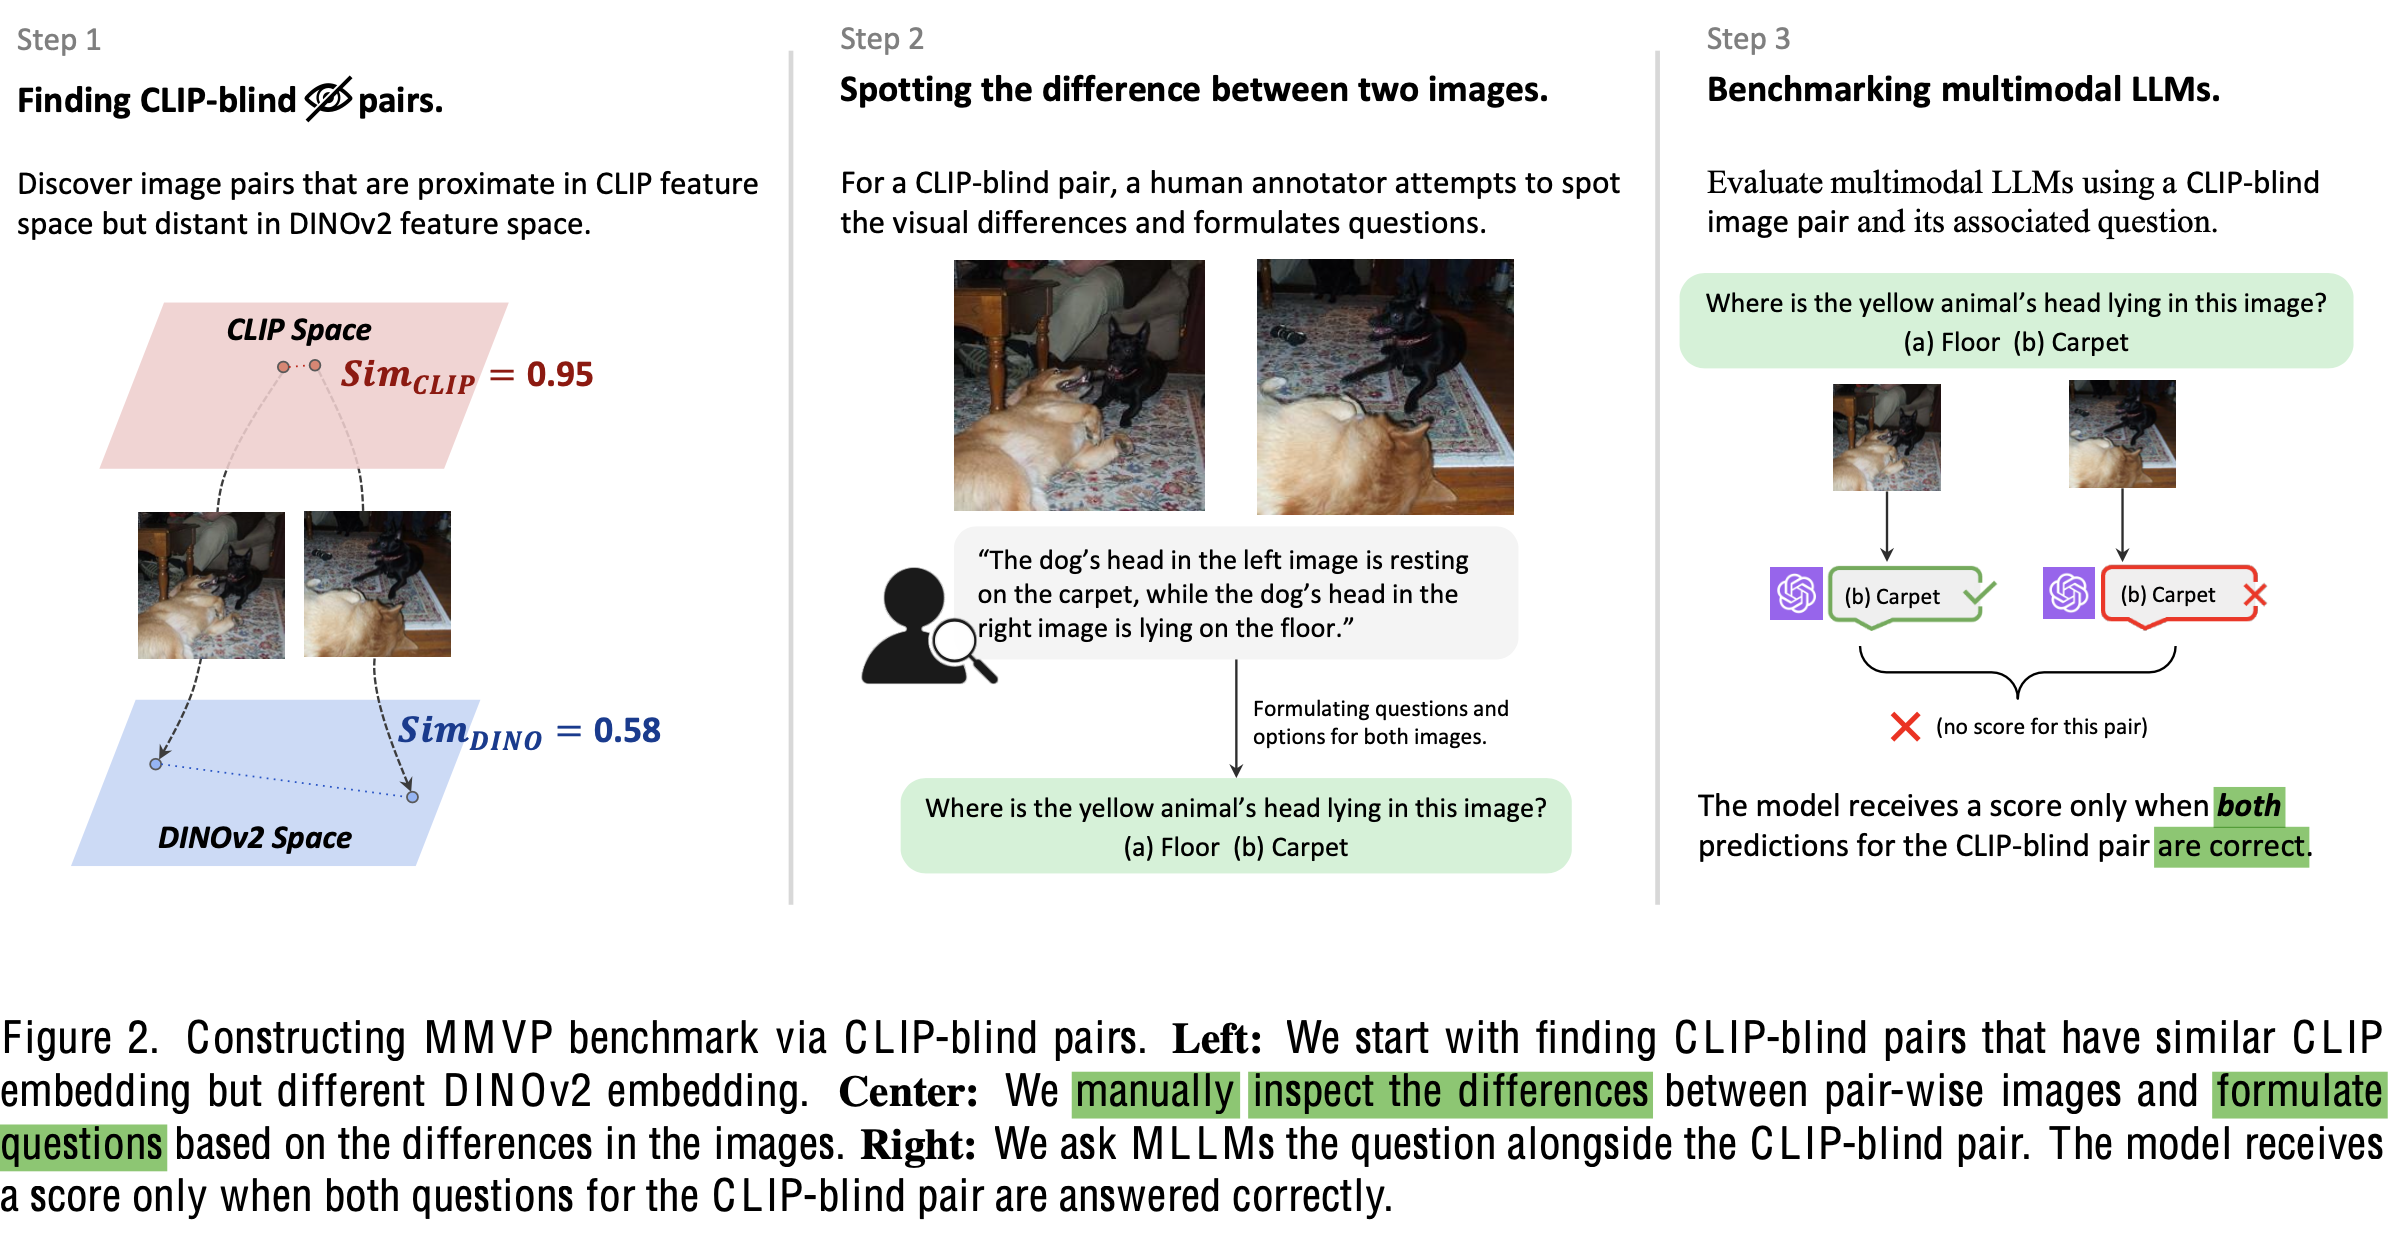 Step 1
Finding CLIP-blind pairs.
Discover image pairs that are proximate in CLIP feature
space but distant in DINOv2 feature space.
CLIP Space
Sim_CLIP = 0.95
Sim_DINO = 0.58
DINOv2 Space
Step 2
Spotting the difference between two images.
For a CLIP-blind pair, a human annotator attempts to spot
the visual differences and formulates questions.
“The dog’s head in the left image is resting
on the carpet, while the dog’s head in the
right image is lying on the floor.”
Formulating questions and
options for both images.
Where is the yellow animal’s head lying in this image?
(a) Floor (b) Carpet
Step 3
Benchmarking multimodal LLMs.
Evaluate multimodal LLMs using a CLIP-blind
image pair and its associated question.
Where is the yellow animal’s head lying in this image?
(a) Floor (b) Carpet
(b) Carpet
(b) Carpet
(no score for this pair)
The model receives a score only when both
predictions for the CLIP-blind pair are correct.
Figure 2. Constructing MMVP benchmark via CLIP-blind pairs. Left: We start with finding CLIP-blind pairs that have similar CLIP
embedding but different DINOv2 embedding. Center: We manually inspect the differences between pair-wise images and formulate
questions based on the differences in the images. Right: We ask MLLMs the question alongside the CLIP-blind pair. The model receives
a score only when both questions for the CLIP-blind pair are answered correctly.